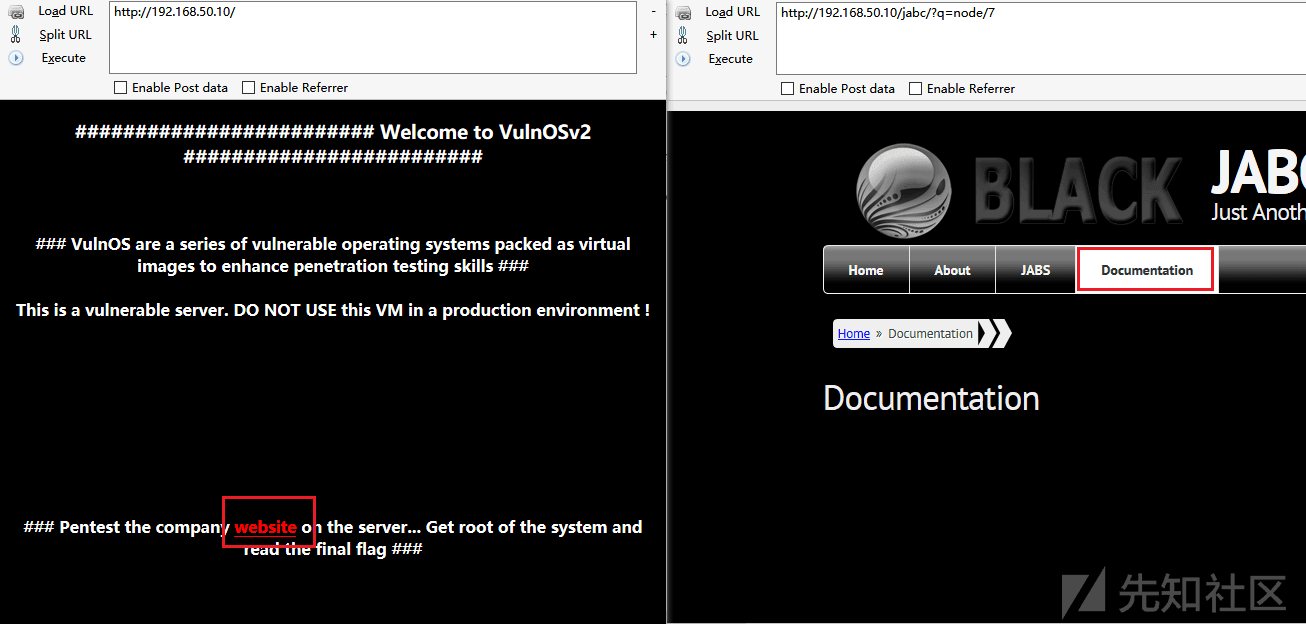 Load URL
http://192.168.50.10/
-
Split URL
+
Execute
Enable Post data Enable Referrer
######################### Welcome to VulnOSv2
#########################
### VulnOS are a series of vulnerable operating systems packed as virtual
images to enhance penetration testing skills ###
This is a vulnerable server. DO NOT USE this VM in a production environment !
### Pentest the company website on the server... Get root of the system and
read the final flag ###
Load URL
http://192.168.50.10/jabc/?q=node/7
Split URL
Execute
Enable Post data Enable Referrer
BLACK
JABC
Just Anoth
Home About JABS Documentation
Home » Documentation
Documentation
先知社区